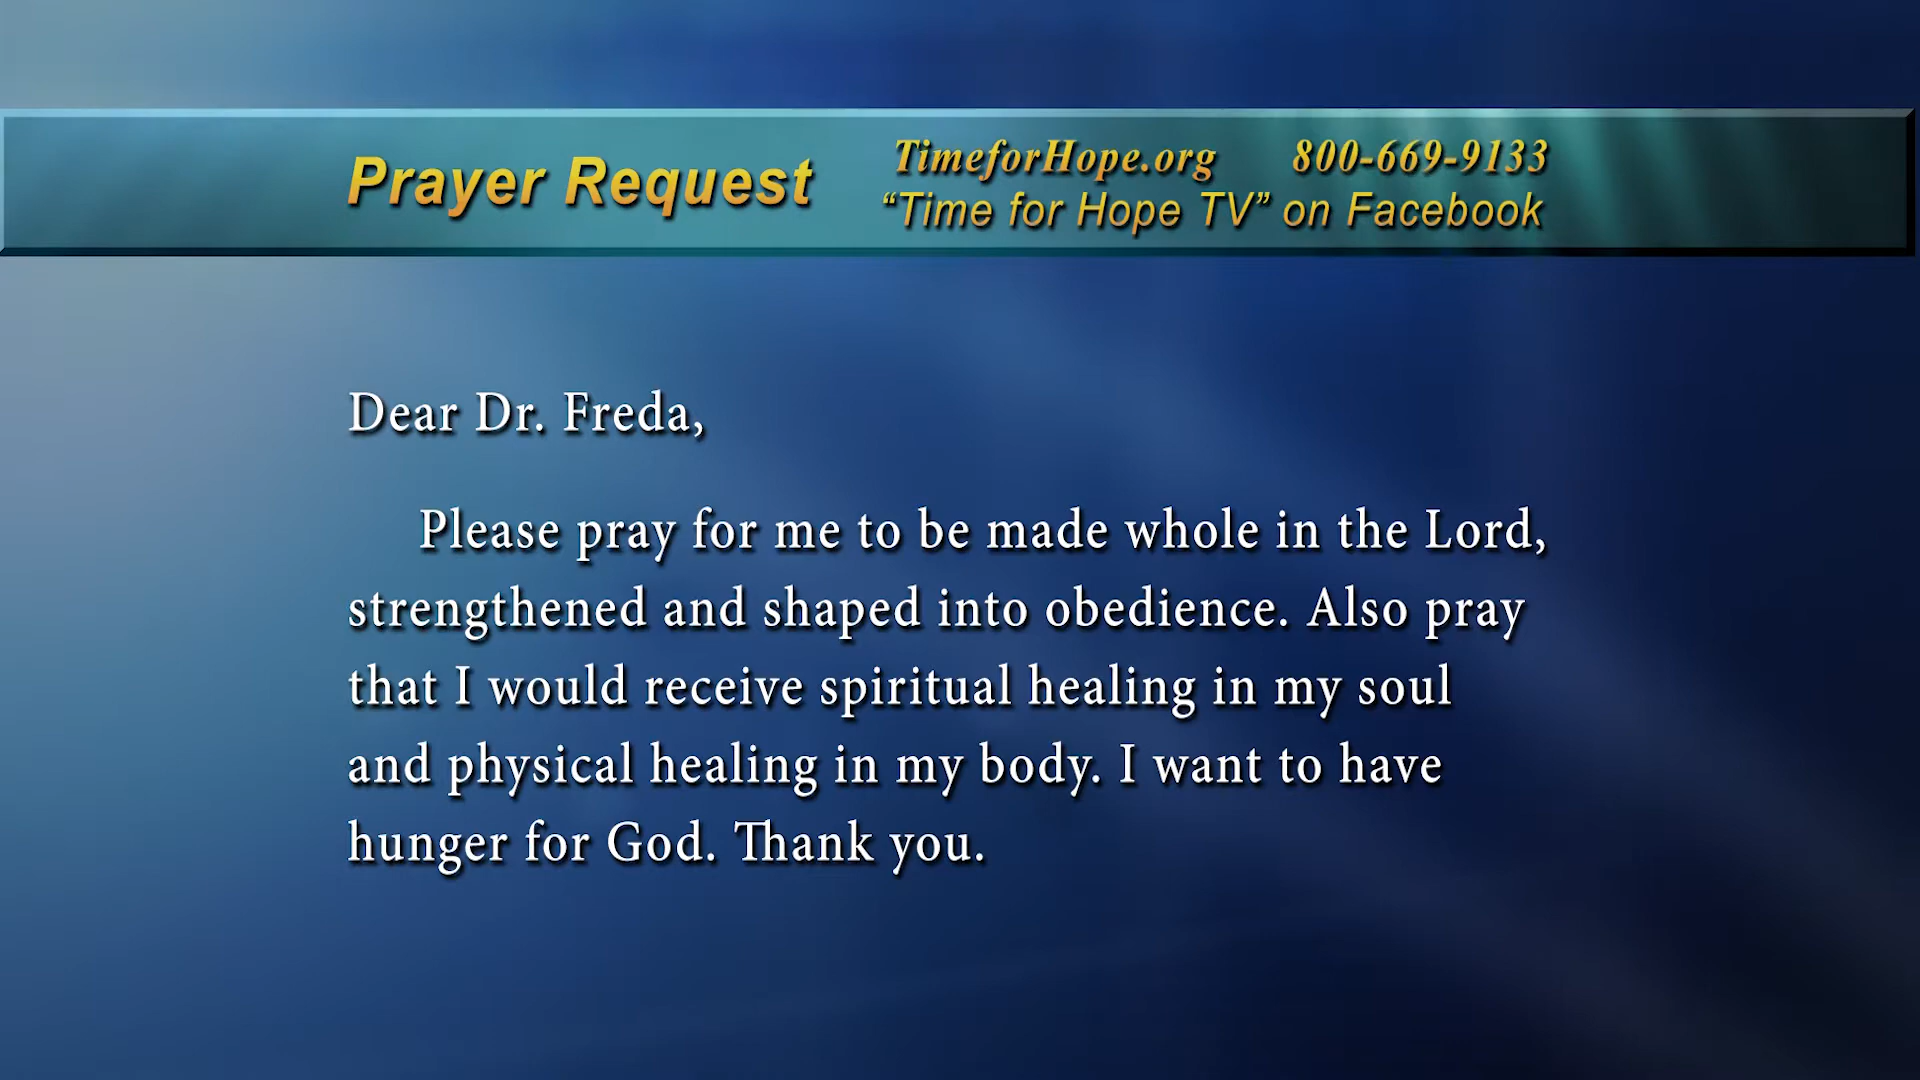 Prayer Request
TimeforHope.org 800-669-9133
“Time for Hope TV” on Facebook
Dear Dr. Freda,
Please pray for me to be made whole in the Lord,
strengthened and shaped into obedience. Also pray
that I would receive spiritual healing in my soul
and physical healing in my body. I want to have
hunger for God. Thank you.